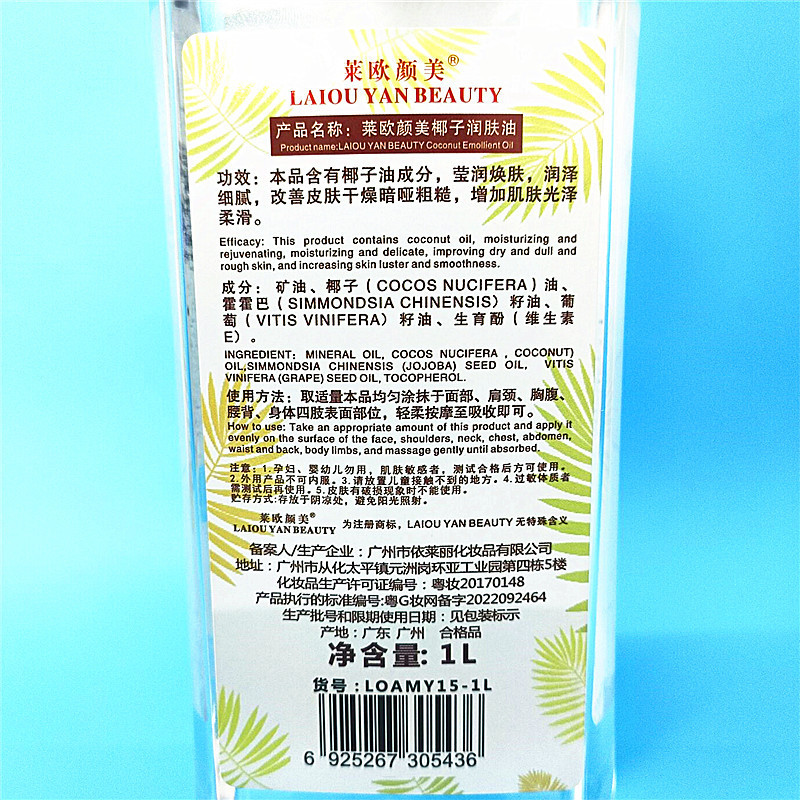 莱欧颜美®
LAIOU YAN BEAUTY
产品名称：莱欧颜美椰子润肤油
Product name:LAIOU YAN BEAUTY Coconut Emollient Oil
功效：本品含有椰子油成分，莹润焕肤，润泽
细腻，改善皮肤干燥暗哑粗糙，增加肌肤光泽
柔滑。
Efficacy: This product contains coconut oil, moisturizing and
rejuvenating, moisturizing and delicate, improving dry and dull and
rough skin, and increasing skin luster and smoothness.
成分：矿油、椰子（COCOS NUCIFERA）油、
霍霍巴（SIMMONDSIA CHINENSIS）籽油、葡
萄（VITIS VINIFERA）籽油、生育酚（维生素
E）。
INGREDIENT: MINERAL OIL, COCOS NUCIFERA , COCONUT)
OIL,SIMMONDSIA CHINENSIS (JOJOBA) SEED OIL, VITIS
VINIFERA (GRAPE) SEED OIL, TOCOPHEROL.
使用方法：取适量本品均匀涂抹于面部、肩颈、胸腹、
腰背、身体四肢表面部位，轻柔按摩至吸收即可。
How to use: Take an appropriate amount of this product and apply it
evenly on the surface of the face, shoulders, neck, chest, abdomen,
waist and back, body limbs, and massage gently until absorbed.
注意：1.孕妇、婴幼儿勿用，肌肤敏感者，测试合格后方可使用。
2.外用产品不可内服。3.请放置儿童接触不到的地方。4.过敏体质者
需测试后再使用。5.皮肤有破损现象时不能使用。
贮存方式:存放于阴凉处，避免阳光照射。
莱欧颜美®
LAIOU YAN BEAUTY 为注册商标，LAIOU YAN BEAUTY 无特殊含义
备案人/生产企业：广州市依莱丽化妆品有限公司
地址：广州市从化太平镇元洲岗环亚工业园第四栋5楼
化妆品生产许可证编号：粤妆20170148
产品执行的标准编号:粤G妆网备字2022092464
生产批号和限期使用日期：见包装标示
产地：广东 广州 合格品
净含量: 1L
货号：LOAMY15-1L
6 925267 305436